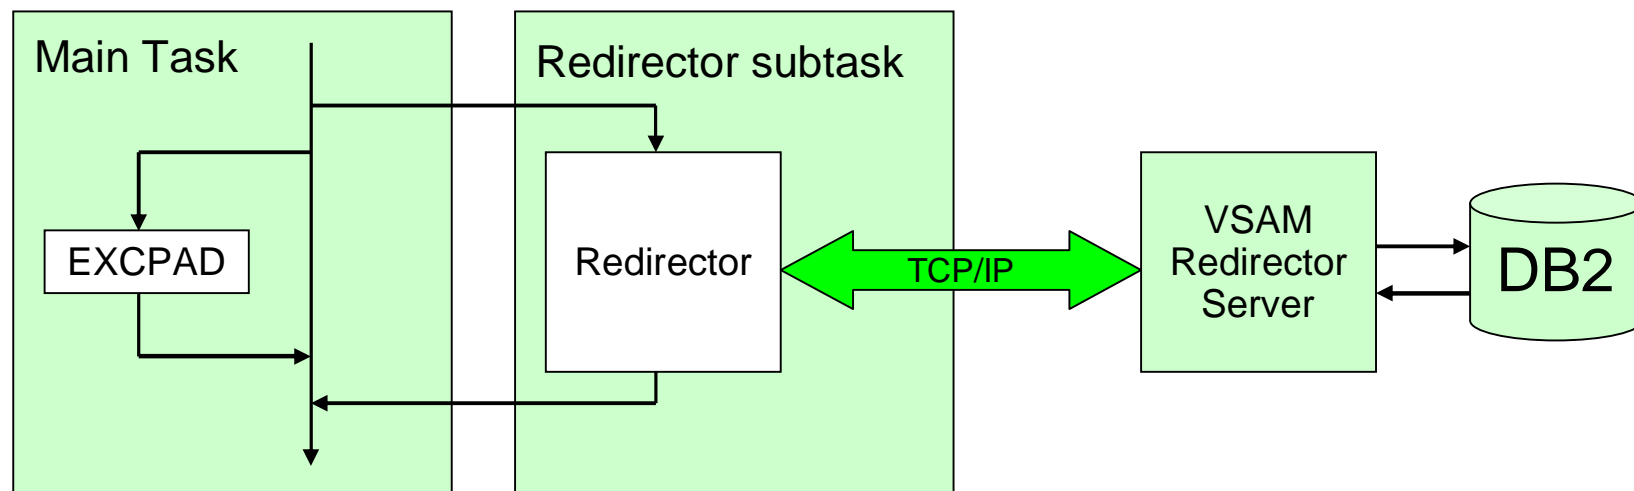 Main Task
Redirector subtask
EXCPAD
Redirector
TCP/IP
VSAM
Redirector
Server
DB2